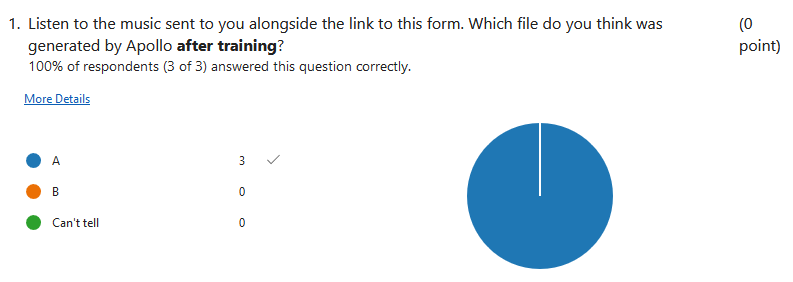 1. Listen to the music sent to you alongside the link to this form. Which file do you think was
generated by Apollo after training?
(0
point)
100% of respondents (3 of 3) answered this question correctly.
More Details
A 3
B 0
Can't tell 0